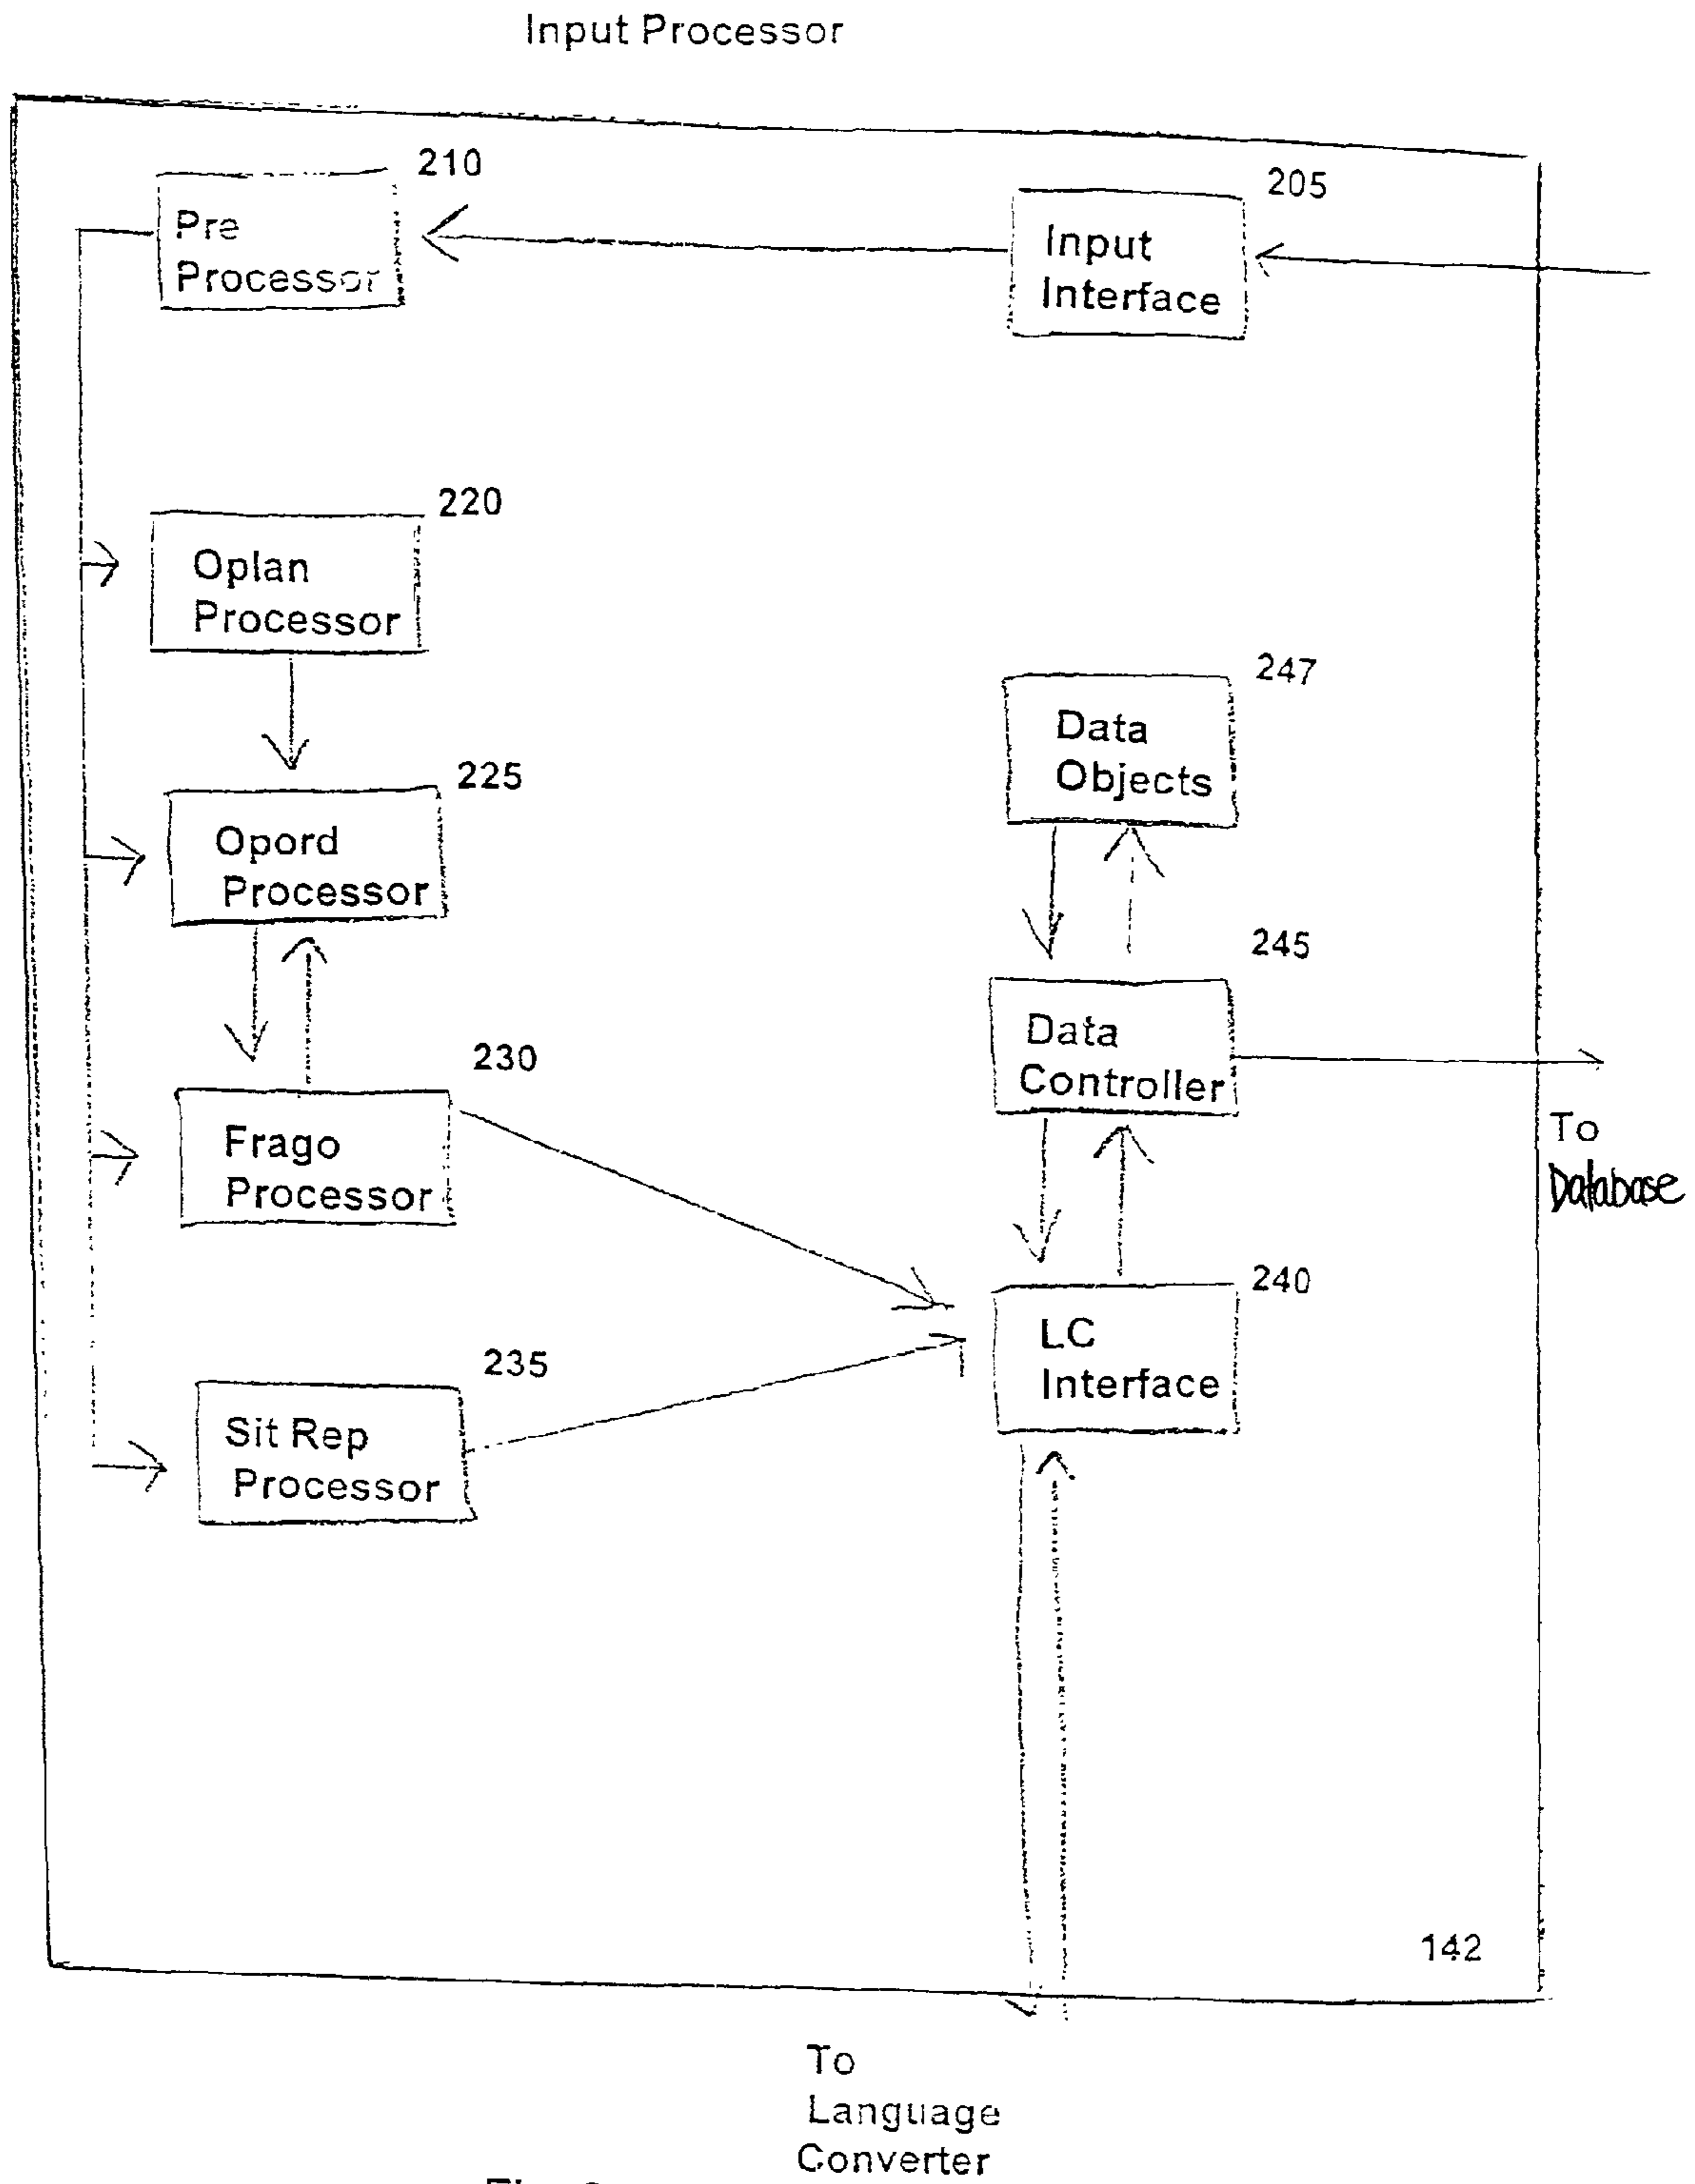 Input Processor
210
Pre
Processor
205
Input
Interface
220
Oplan
Processor
247
Data
Objects
225
Opord
Processor
245
Data
Controller
230
Frago
Processor
To
Database
240
LC
Interface
235
Sit Rep
Processor
142
To
Language
Converter